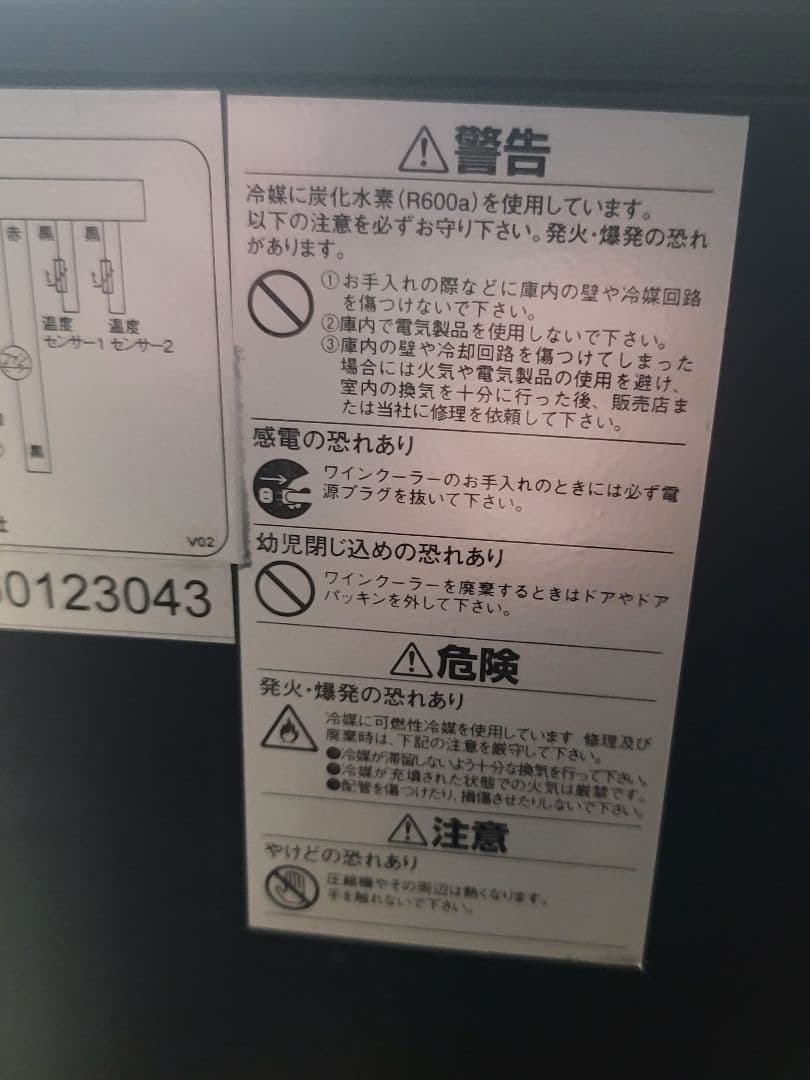 赤 黒 黒
温度 温度
センサー1 センサー2
ファン
黒
V02
0123043
警告
冷媒に炭化水素(R600a)を使用しています。
以下の注意を必ずお守り下さい。発火・爆発の恐れ
があります。
①お手入れの際などに庫内の壁や冷媒回路
を傷つけないで下さい。
②庫内で電気製品を使用しないで下さい。
③庫内の壁や冷却回路を傷つけてしまった
場合には火気や電気製品の使用を避け、
室内の換気を十分に行った後、販売店ま
たは当社に修理を依頼して下さい。
感電の恐れあり
ワインクーラーのお手入れのときには必ず電
源プラグを抜いて下さい。
幼児閉じ込めの恐れあり
ワインクーラーを廃棄するときはドアやドア
パッキンを外して下さい。
危険
発火・爆発の恐れあり
冷媒に可燃性冷媒を使用しています 修理及び
廃棄時は、下記の注意を厳守して下さい。
●冷媒が滞留しないよう十分な換気を行って下さい。
●冷媒が充填された状態での火気は厳禁です。
●配管を傷つけたり、損傷させたりしないで下さい。
注意
やけどの恐れあり
圧縮機やその周辺は熱くなります。
手を触れないで下さい。